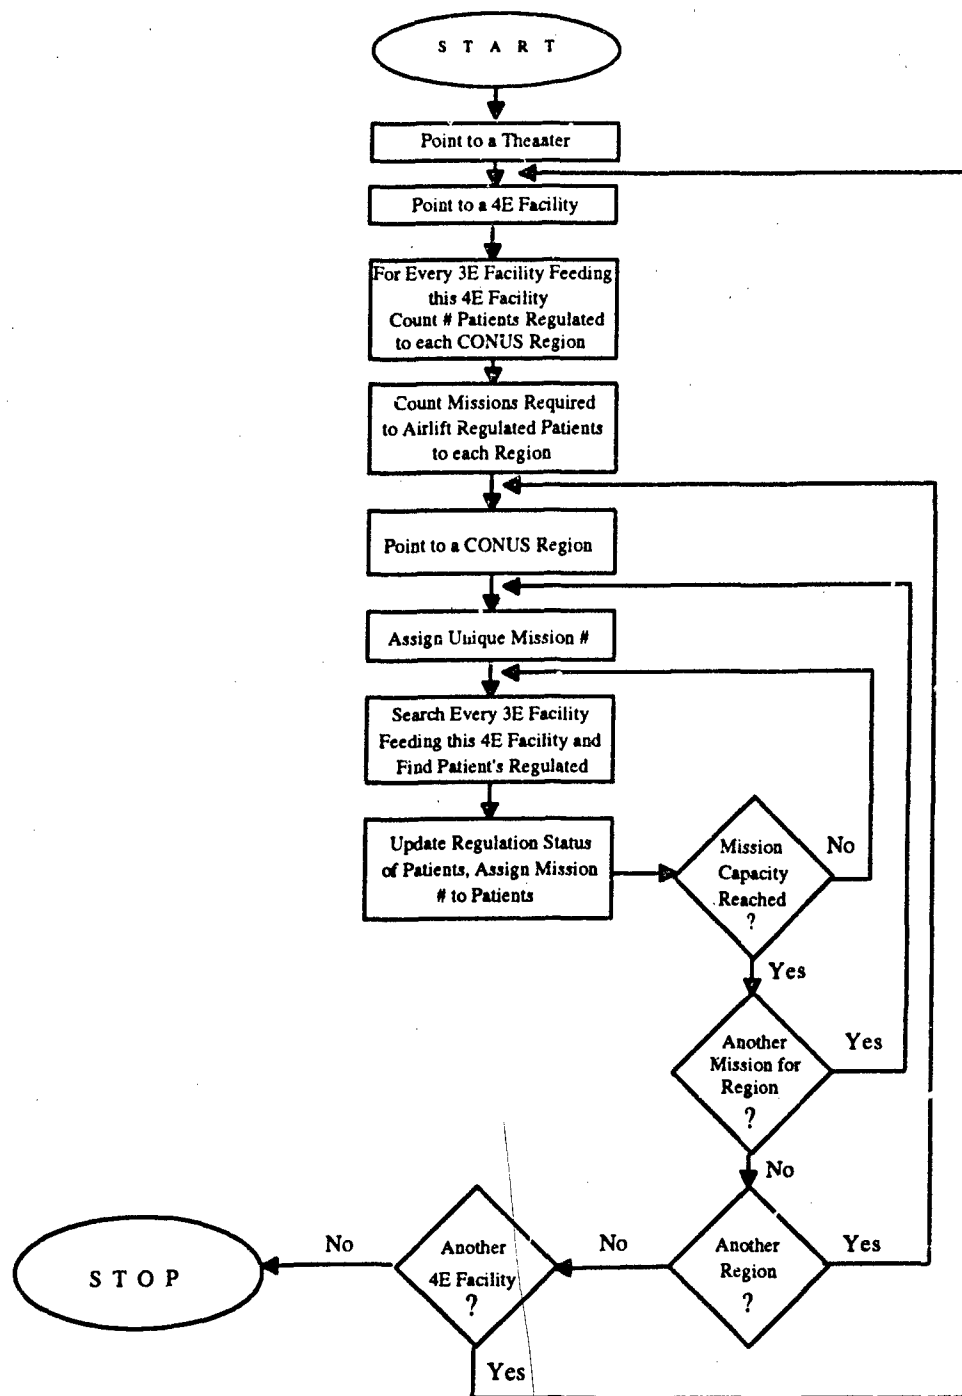 S T A R T
Point to a Theaater
Point to a 4E Facility
For Every 3E Facility Feeding
this 4E Facility
Count # Patients Regulated
to each CONUS Region
Count Missions Required
to Airlift Regulated Patients
to each Region
Point to a CONUS Region
Assign Unique Mission #
Search Every 3E Facility
Feeding this 4E Facility and
Find Patient's Regulated
Update Regulation Status
of Patients, Assign Mission
# to Patients
Mission
Capacity
Reached
?
No
Yes
Another
Mission for
Region
?
Yes
No
Another
Region
?
Yes
No
Another
4E Facility
?
No
Yes
S T O P